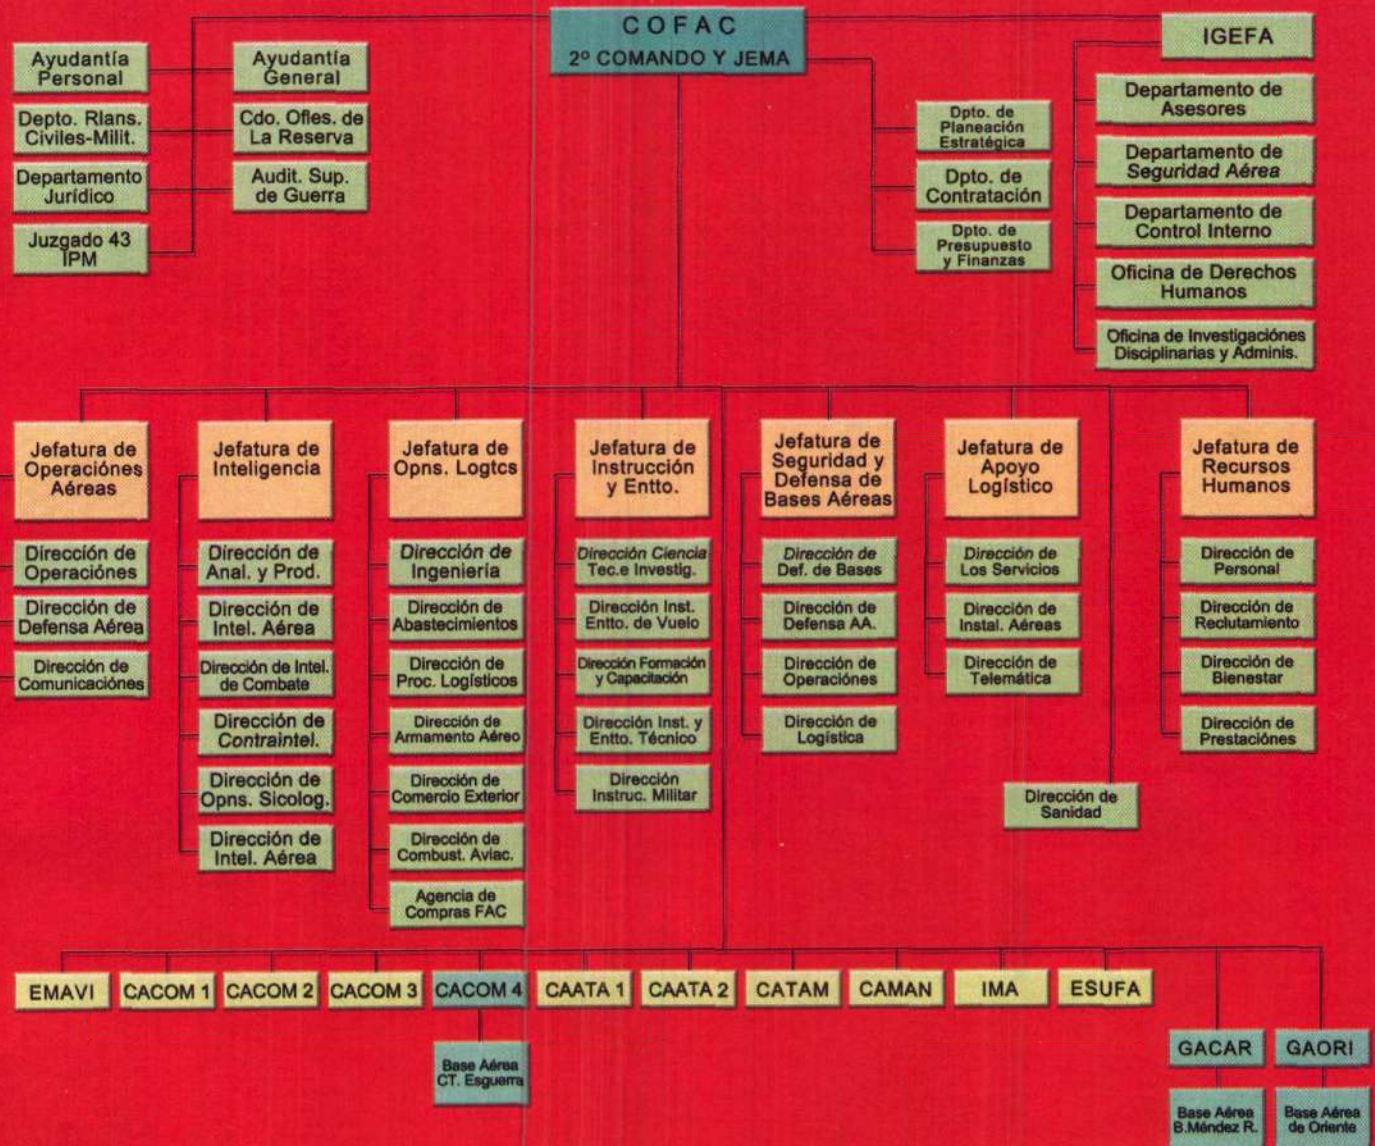 COFAC
2º COMANDO Y JEMA
IGEFA
Ayudantía
Personal
Ayudantía
General
Depto. Rlans.
Civiles-Milit.
Cdo. Ofles. de
La Reserva
Departamento
Jurídico
Audit. Sup.
de Guerra
Juzgado 43
IPM
Dpto. de
Planeación
Estratégica
Dpto. de
Contratación
Dpto. de
Presupuesto
y Finanzas
Departamento de
Asesores
Departamento de
Seguridad Aérea
Departamento de
Control Interno
Oficina de Derechos
Humanos
Oficina de Investigaciónes
Disciplinarias y Adminis.
Jefatura de
Operaciónes
Aéreas
Dirección de
Operaciónes
Dirección de
Defensa Aérea
Dirección de
Comunicaciónes
Jefatura de
Inteligencia
Dirección de
Anal. y Prod.
Dirección de
Intel. Aérea
Dirección de Intel.
de Combate
Dirección de
Contraintel.
Dirección de
Opns. Sicolog.
Dirección de
Intel. Aérea
Jefatura de
Opns. Logtcs
Dirección de
Ingeniería
Dirección de
Abastecimientos
Dirección de
Proc. Logísticos
Dirección de
Armamento Aéreo
Dirección de
Comercio Exterior
Dirección de
Combust. Aviac.
Agencia de
Compras FAC
Jefatura de
Instrucción
y Entto.
Dirección Ciencia
Tec.e Investig.
Dirección Inst.
Entto. de Vuelo
Dirección Formación
y Capacitación
Dirección Inst. y
Entto. Técnico
Dirección
Instruc. Militar
Jefatura de
Seguridad y
Defensa de
Bases Aéreas
Dirección de
Def. de Bases
Dirección de
Defensa AA.
Dirección de
Operaciónes
Dirección de
Logística
Jefatura de
Apoyo
Logístico
Dirección de
Los Servicios
Dirección de
Instal. Aéreas
Dirección de
Telemática
Dirección de
Sanidad
Jefatura de
Recursos
Humanos
Dirección de
Personal
Dirección de
Reclutamiento
Dirección de
Bienestar
Dirección de
Prestaciónes
EMAVI
CACOM 1
CACOM 2
CACOM 3
CACOM 4
CAATA 1
CAATA 2
CATAM
CAMAN
IMA
ESUFA
GACAR
GAORI
Base Aérea
CT. Esguerra
Base Aérea
B.Méndez R.
Base Aérea
de Oriente